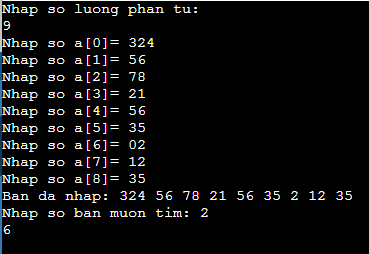 Nhap so luong phan tu:
9
Nhap so a[0]= 324
Nhap so a[1]= 56
Nhap so a[2]= 78
Nhap so a[3]= 21
Nhap so a[4]= 56
Nhap so a[5]= 35
Nhap so a[6]= 02
Nhap so a[7]= 12
Nhap so a[8]= 35
Ban da nhap: 324 56 78 21 56 35 2 12 35
Nhap so ban muon tim: 2
6